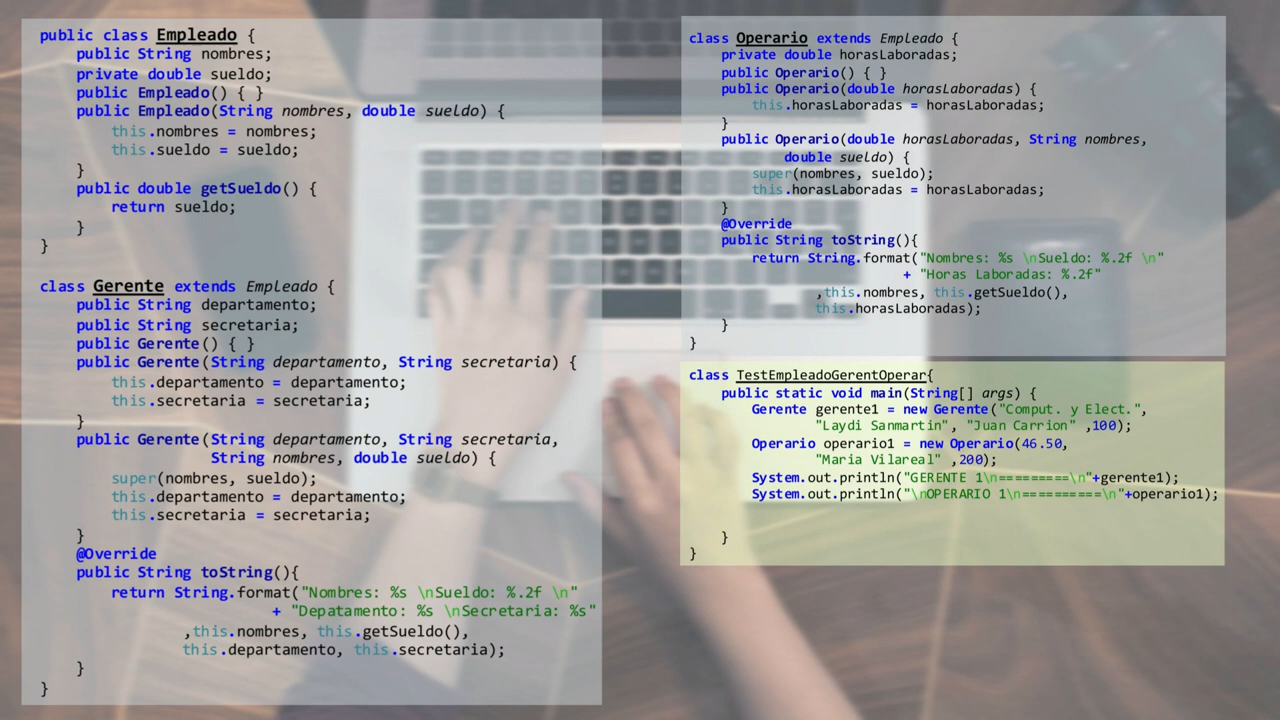 public class Empleado {
public String nombres;
private double sueldo;
public Empleado() { }
public Empleado(String nombres, double sueldo) {
this.nombres = nombres;
this.sueldo = sueldo;
}
public double getSueldo() {
return sueldo;
}
}
class Gerente extends Empleado {
public String departamento;
public String secretaria;
public Gerente() { }
public Gerente(String departamento, String secretaria) {
this.departamento = departamento;
this.secretaria = secretaria;
}
public Gerente(String departamento, String secretaria,
String nombres, double sueldo) {
super(nombres, sueldo);
this.departamento = departamento;
this.secretaria = secretaria;
}
@Override
public String toString(){
return String.format("Nombres: %s \nSueldo: %.2f \n"
+ "Depatamento: %s \nSecretaria: %s"
,this.nombres, this.getSueldo(),
this.departamento, this.secretaria);
}
}
class Operario extends Empleado {
private double horasLaboradas;
public Operario() { }
public Operario(double horasLaboradas) {
this.horasLaboradas = horasLaboradas;
}
public Operario(double horasLaboradas, String nombres,
double sueldo) {
super(nombres, sueldo);
this.horasLaboradas = horasLaboradas;
}
@Override
public String toString(){
return String.format("Nombres: %s \nSueldo: %.2f \n"
+ "Horas Laboradas: %.2f"
,this.nombres, this.getSueldo(),
this.horasLaboradas);
}
}
class TestEmpleadoGerentOperar{
public static void main(String[] args) {
Gerente gerente1 = new Gerente("Comput. y Elect.",
"Laydi Sanmartin", "Juan Carrion" ,100);
Operario operario1 = new Operario(46.50,
"Maria Vilareal" ,200);
System.out.println("GERENTE 1\n=========\n"+gerente1);
System.out.println("\nOPERARIO 1\n==========\n"+operario1);
}
}